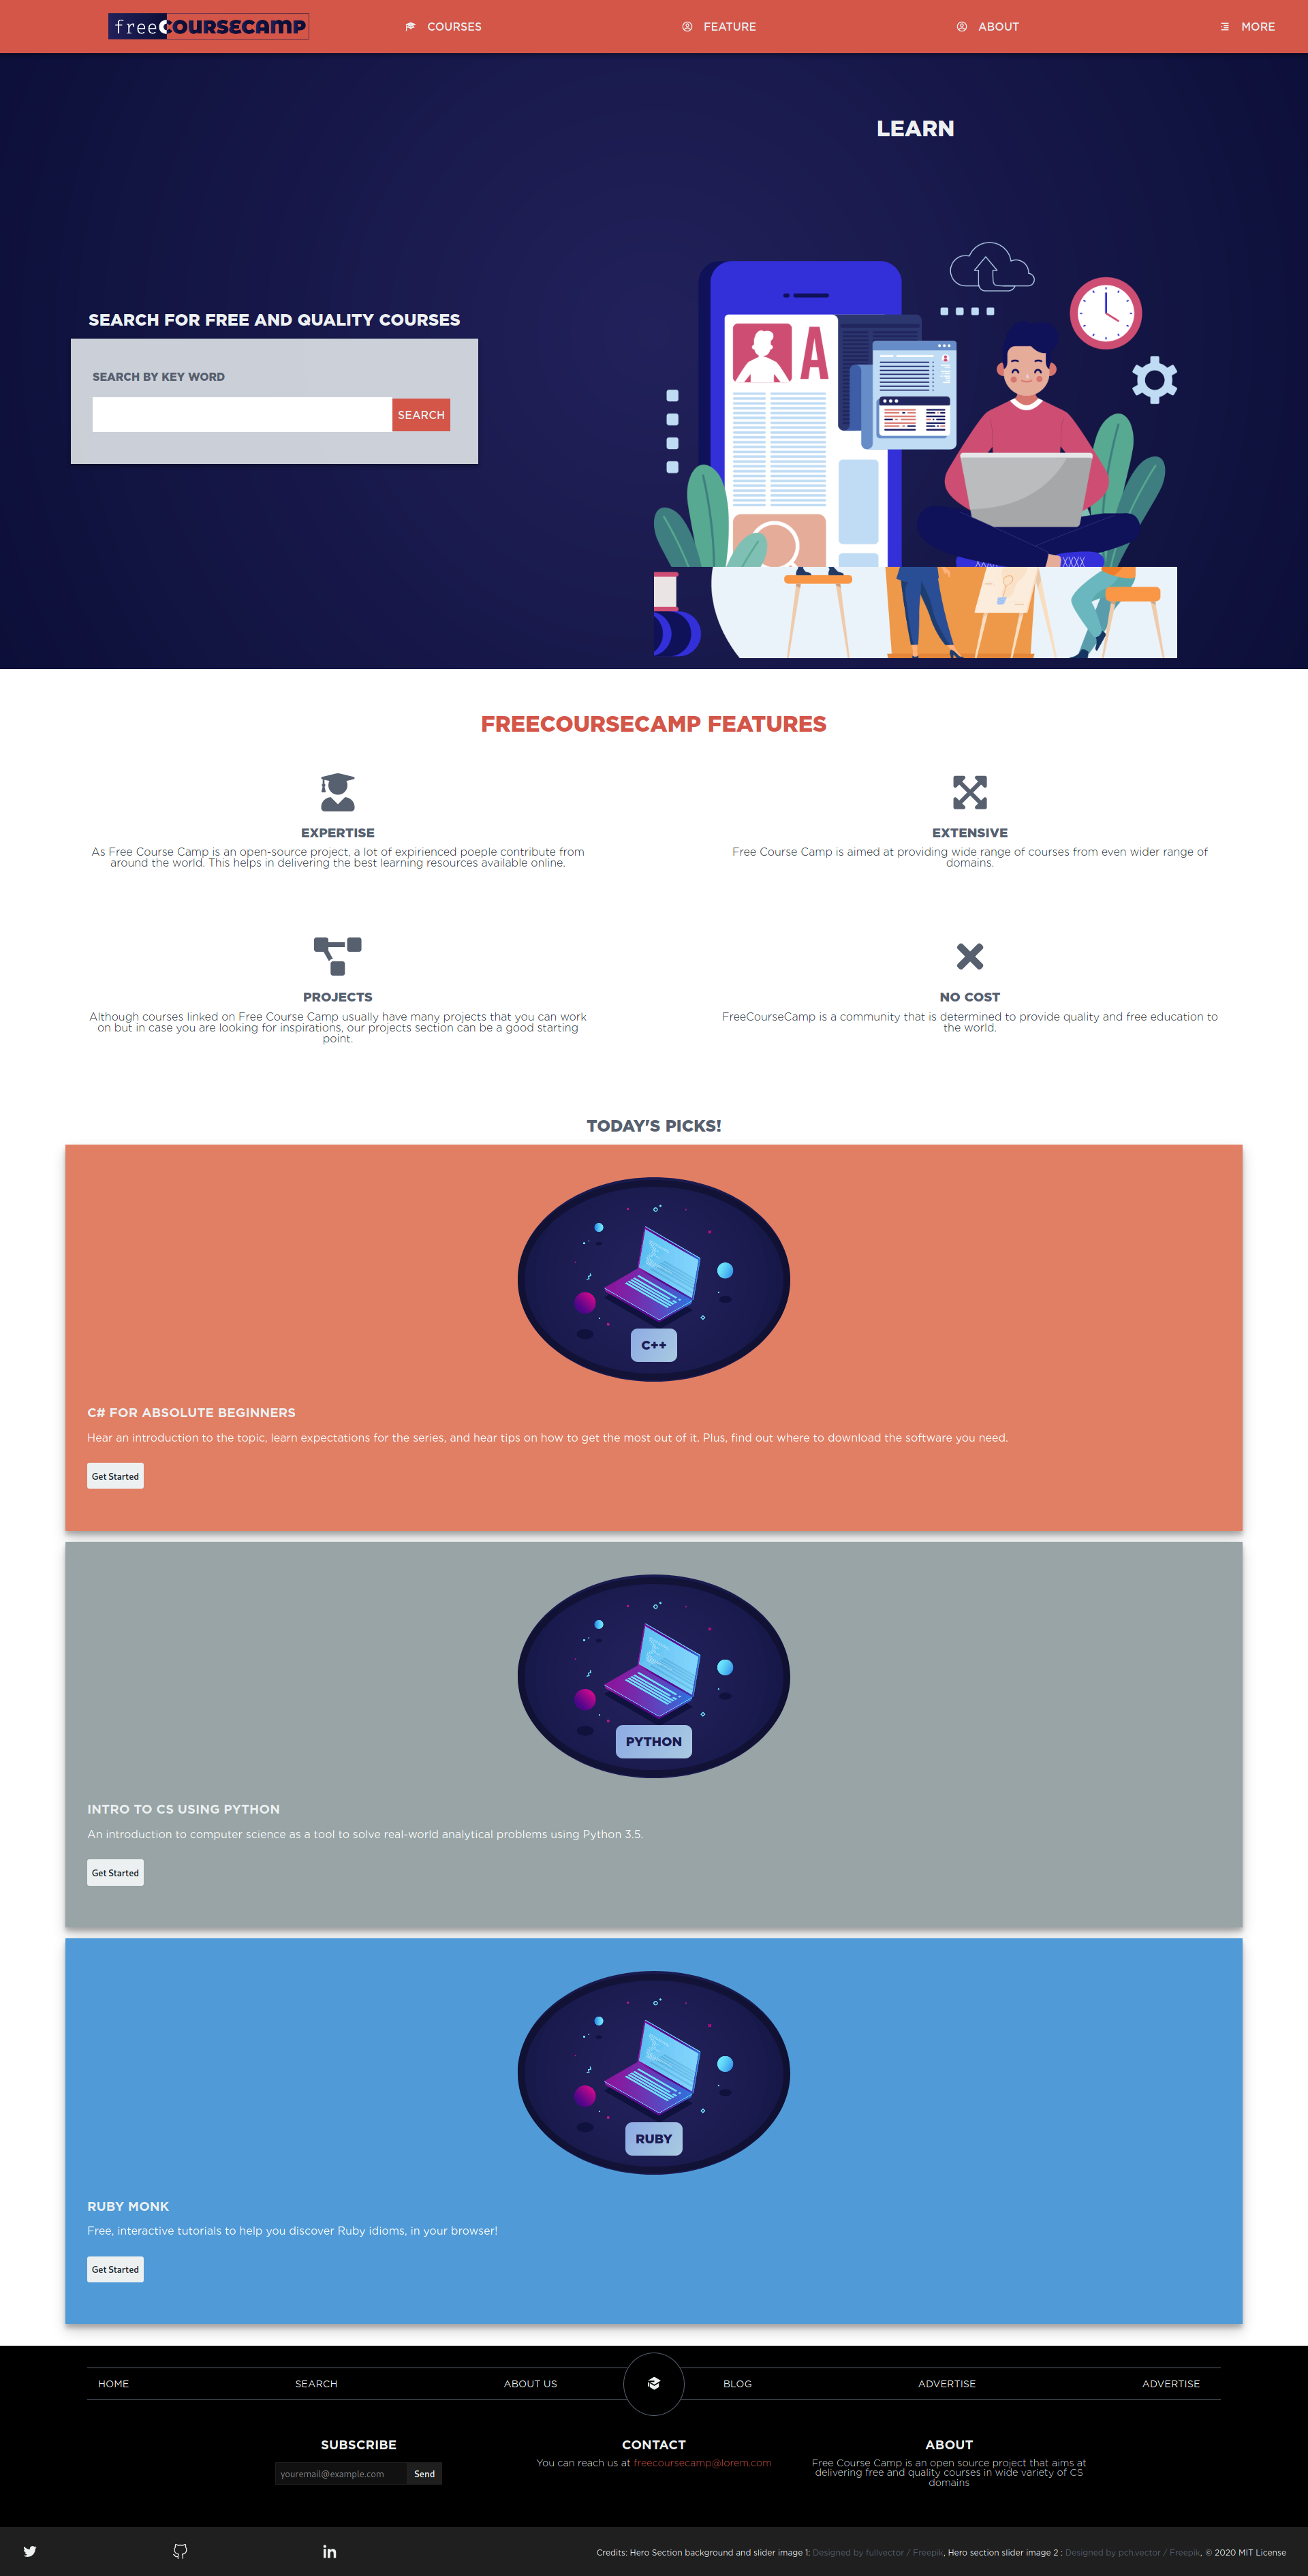 freeCOURSECAMP
COURSES
FEATURE
ABOUT
MORE
LEARN
SEARCH FOR FREE AND QUALITY COURSES
SEARCH BY KEY WORD
SEARCH
A
XXXX
FREECOURSECAMP FEATURES
EXPERTISE
As Free Course Camp is an open-source project, a lot of expirienced poeple contribute from
around the world. This helps in delivering the best learning resources available online.
EXTENSIVE
Free Course Camp is aimed at providing wide range of courses from even wider range of
domains.
PROJECTS
Although courses linked on Free Course Camp usually have many projects that you can work
on but in case you are looking for inspirations, our projects section can be a good starting
point.
NO COST
FreeCourseCamp is a community that is determined to provide quality and free education to
the world.
TODAY'S PICKS!
C++
C# FOR ABSOLUTE BEGINNERS
Hear an introduction to the topic, learn expectations for the series, and hear tips on how to get the most out of it. Plus, find out where to download the software you need.
Get Started
PYTHON
INTRO TO CS USING PYTHON
An introduction to computer science as a tool to solve real-world analytical problems using Python 3.5.
Get Started
RUBY
RUBY MONK
Free, interactive tutorials to help you discover Ruby idioms, in your browser!
Get Started
HOME
SEARCH
ABOUT US
BLOG
ADVERTISE
ADVERTISE
SUBSCRIBE
youremail@example.com
Send
CONTACT
You can reach us at freecoursecamp@lorem.com
ABOUT
Free Course Camp is an open source project that aims at
delivering free and quality courses in wide variety of CS
domains
Credits: Hero Section background and slider image 1: Designed by fullvector / Freepik, Hero section slider image 2 : Designed by pch.vector / Freepik, © 2020 MIT License